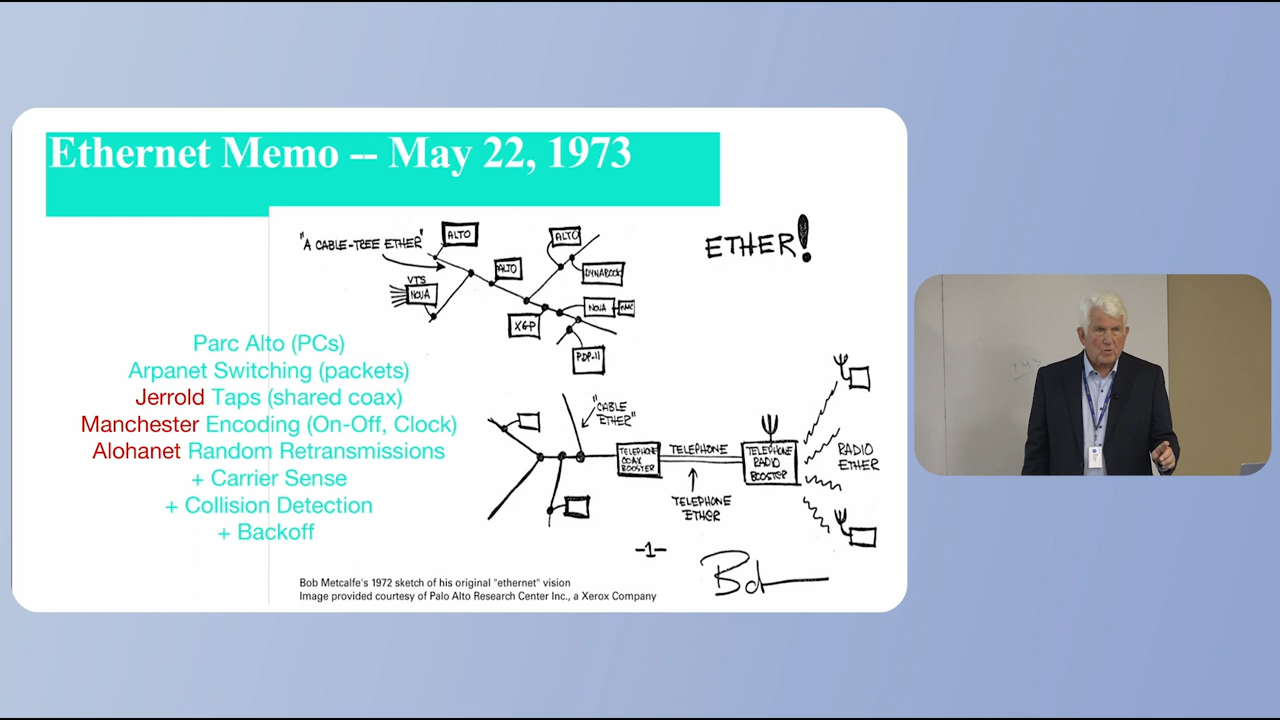 Ethernet Memo -- May 22, 1973
"A CABLE-TREE ETHER"
ALTO
ALTO
ETHER!
ALTO
DYNABOOK
VTS
NOVA
NOVA
XGP
PDP-11
Parc Alto (PCs)
Arpanet Switching (packets)
Jerrold Taps (shared coax)
Manchester Encoding (On-Off, Clock)
Alohanet Random Retransmissions
+ Carrier Sense
+ Collision Detection
+ Backoff
"CABLE
ETHER"
TELEPHONE
COAX
BOOSTER
TELEPHONE
TELEPHONE
RADIO
BOOSTER
RADIO
ETHER
TELEPHONE
ETHER
-1-
Bob
Bob Metcalfe's 1972 sketch of his original "ethernet" vision
Image provided courtesy of Palo Alto Research Center Inc., a Xerox Company